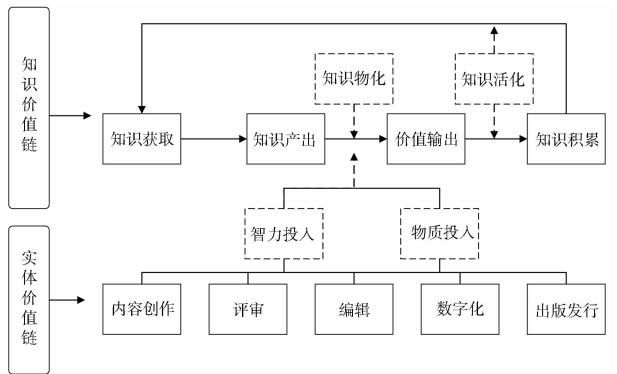 知识价值链
知识物化
知识活化
知识获取
知识产出
价值输出
知识积累
智力投入
物质投入
实体价值链
内容创作
评审
编辑
数字化
出版发行